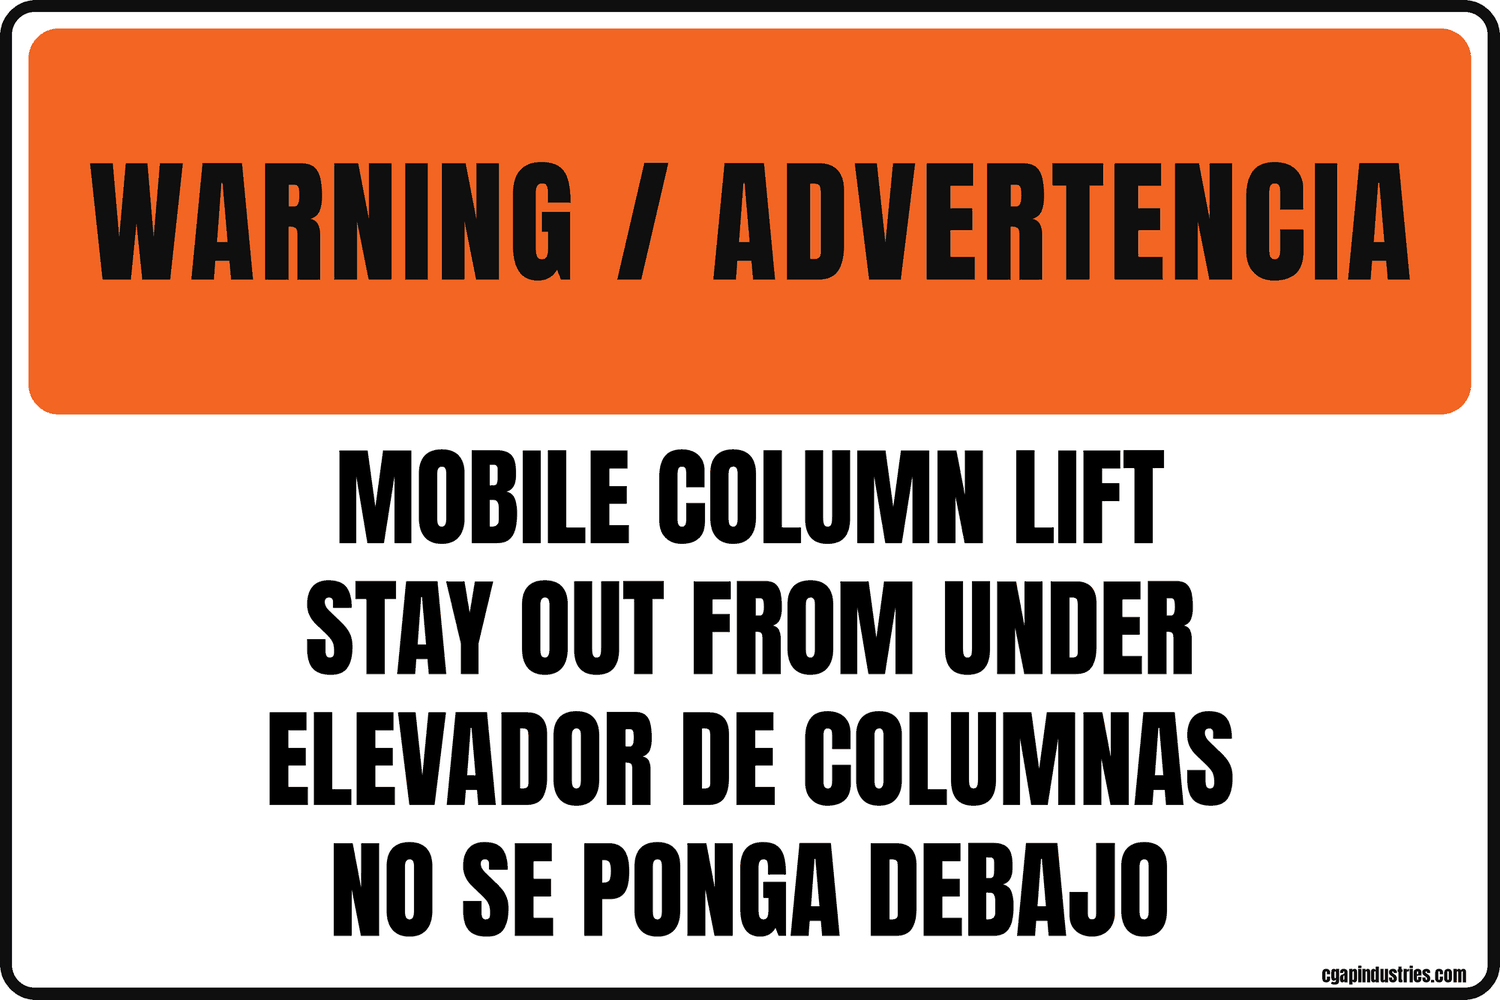 WARNING / ADVERTENCIA
MOBILE COLUMN LIFT
STAY OUT FROM UNDER
ELEVADOR DE COLUMNAS
NO SE PONGA DEBAJO
cgapindustries.com